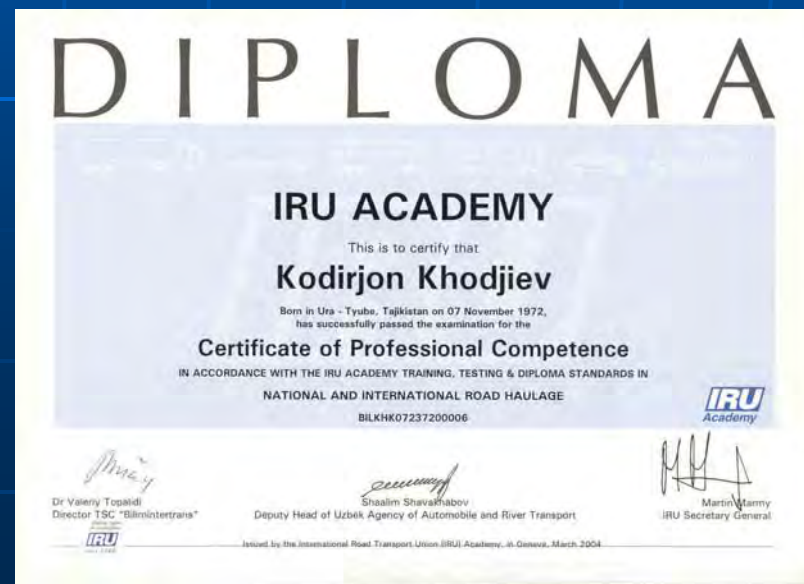 DIPLOMA
IRU ACADEMY
This is to certify that
Kodirjon Khodjiev
Born in Ura - Tyube, Tajikistan on 07 November 1972,
has successfully passed the examination for the
Certificate of Professional Competence
IN ACCORDANCE WITH THE IRU ACADEMY TRAINING, TESTING & DIPLOMA STANDARDS IN
NATIONAL AND INTERNATIONAL ROAD HAULAGE
BILKHK07237200006
IRU
Academy
Dr Valeriy Topalidi
Director TSC "Bilimintertrans"
Shaalim Shavakhabov
Deputy Head of Uzbek Agency of Automobile and River Transport
Martin Marmy
IRU Secretary General
IRU
Issued by the International Road Transport Union (IRU) Academy, in Geneva, March 2004